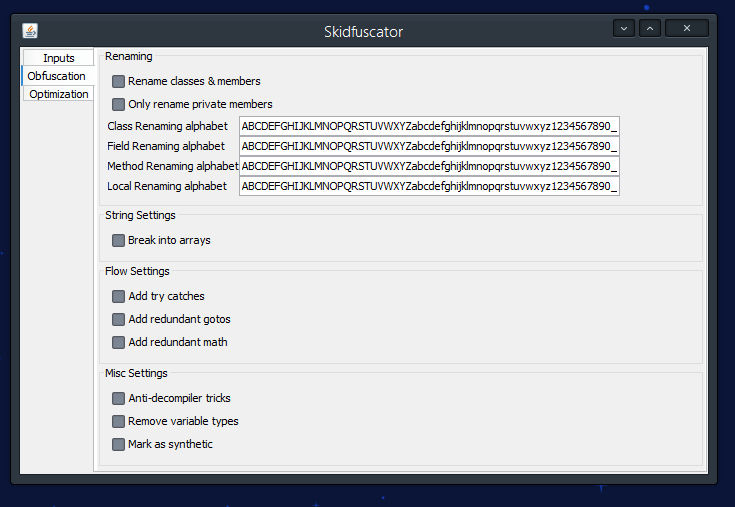 Skidfuscator
Inputs
Obfuscation
Optimization
Renaming
Rename classes & members
Only rename private members
Class Renaming alphabet ABCDEFGHIJKLMNOPQRSTUVWXYZabcdefghijklmnopqrstuvwxyz1234567890_
Field Renaming alphabet ABCDEFGHIJKLMNOPQRSTUVWXYZabcdefghijklmnopqrstuvwxyz1234567890_
Method Renaming alphabet ABCDEFGHIJKLMNOPQRSTUVWXYZabcdefghijklmnopqrstuvwxyz1234567890_
Local Renaming alphabet ABCDEFGHIJKLMNOPQRSTUVWXYZabcdefghijklmnopqrstuvwxyz1234567890_
String Settings
Break into arrays
Flow Settings
Add try catches
Add redundant gotos
Add redundant math
Misc Settings
Anti-decompiler tricks
Remove variable types
Mark as synthetic